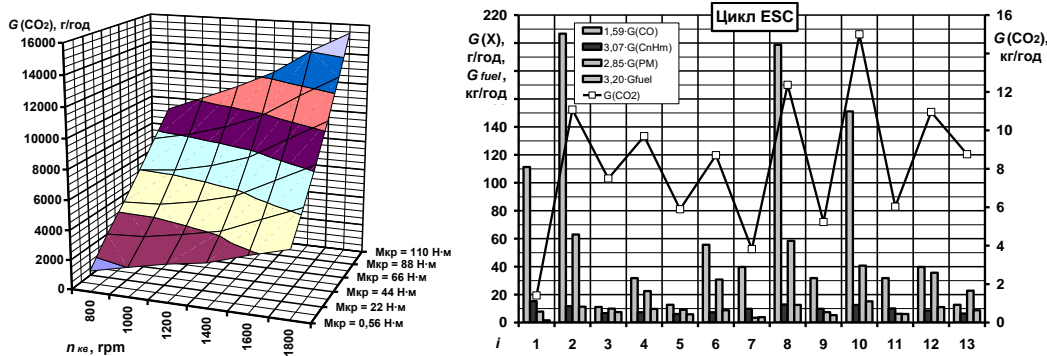 G(CO₂), г/год
16000
14000
12000
10000
8000
6000
4000
2000
0
800
1000
1200
1400
1600
1800
n кв, rpm
Мкр = 110 Н·м
Мкр = 88 Н·м
Мкр = 66 Н·м
Мкр = 44 Н·м
Мкр = 22 Н·м
Мкр = 0,56 Н·м
Цикл ESC
G(X),
г/год,
G fuel,
кг/год
220
200
180
160
140
120
100
80
60
40
20
0
1,59·G(CO)
3,07·G(CnHm)
2,85·G(PM)
3,20·Gfuel
G(CO2)
G(CO₂),
кг/год
16
14
12
10
8
6
4
2
0
i 1 2 3 4 5 6 7 8 9 10 11 12 13